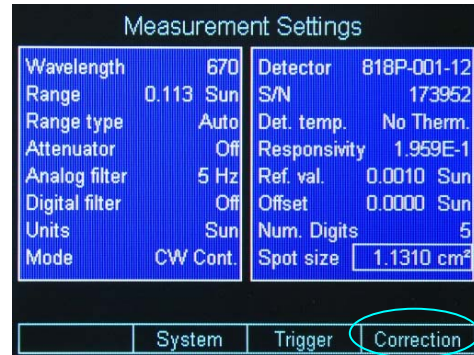 Measurement Settings
Wavelength 670
Range 0.113 Sun
Range type Auto
Attenuator Off
Analog filter 5 Hz
Digital filter Off
Units Sun
Mode CW Cont.
Detector 818P-001-12
S/N 173952
Det. temp. No Therm.
Responsivity 1.959E-1
Ref. val. 0.0010 Sun
Offset 0.0000 Sun
Num. Digits 5
Spot size 1.1310 cm²
System Trigger Correction